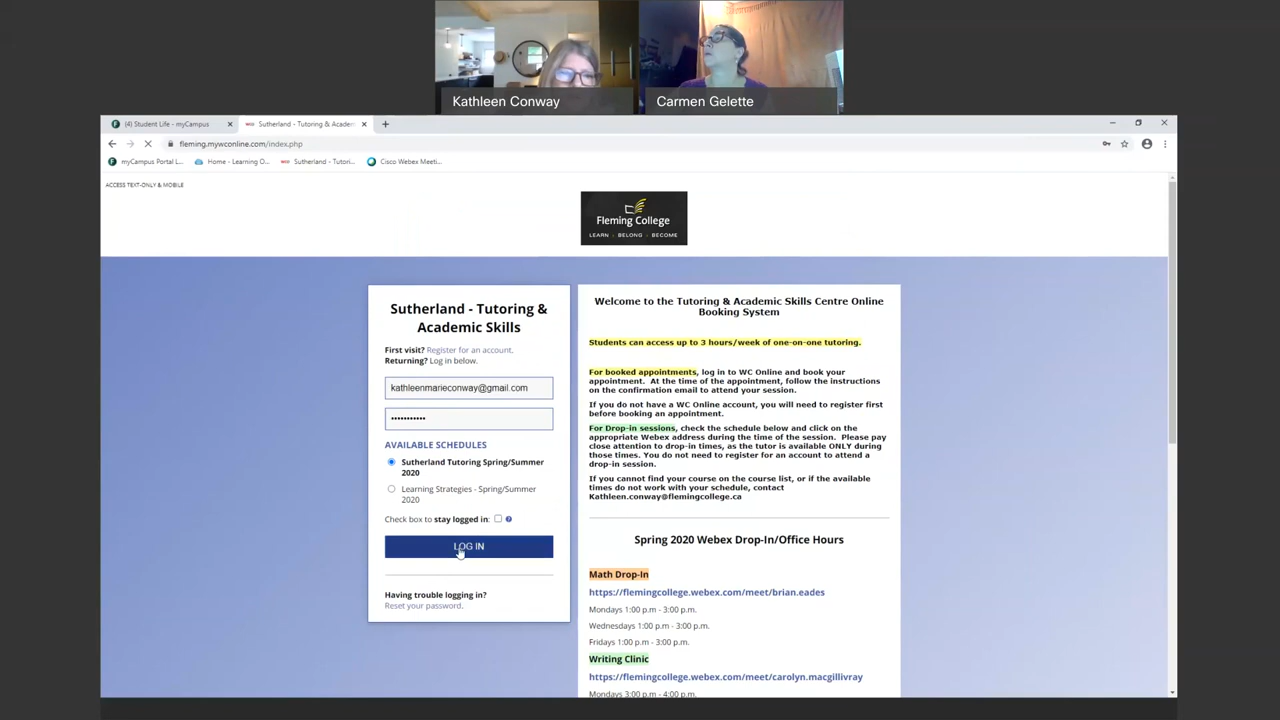 Kathleen Conway
Carmen Gelette
(4) Student Life - myCampus
Sutherland - Tutoring & Academ
fleming.mywconline.com/index.php
myCampus Portal L...
Home - Learning O...
Sutherland - Tutori...
Cisco Webex Meeti...
ACCESS TEXT-ONLY & MOBILE
Fleming College
LEARN · BELONG · BECOME
Sutherland - Tutoring &
Academic Skills
First visit? Register for an account.
Returning? Log in below.
kathleenmarieconway@gmail.com
•••••••••••
AVAILABLE SCHEDULES
Sutherland Tutoring Spring/Summer
2020
Learning Strategies - Spring/Summer
2020
Check box to stay logged in: ?
LOG IN
Having trouble logging in?
Reset your password.
Welcome to the Tutoring & Academic Skills Centre Online
Booking System
Students can access up to 3 hours/week of one-on-one tutoring.
For booked appointments, log in to WC Online and book your
appointment. At the time of the appointment, follow the instructions
on the confirmation email to attend your session.
If you do not have a WC Online account, you will need to register first
before booking an appointment.
For Drop-in sessions, check the schedule below and click on the
appropriate Webex address during the time of the session. Please pay
close attention to drop-in times, as the tutor is available ONLY during
those times. You do not need to register for an account to attend a
drop-in session.
If you cannot find your course on the course list, or if the available
times do not work with your schedule, contact
Kathleen.conway@flemingcollege.ca
Spring 2020 Webex Drop-In/Office Hours
Math Drop-In
https://flemingcollege.webex.com/meet/brian.eades
Mondays 1:00 p.m - 3:00 p.m.
Wednesdays 1:00 p.m - 3:00 p.m.
Fridays 1:00 p.m - 3:00 p.m.
Writing Clinic
https://flemingcollege.webex.com/meet/carolyn.macgillivray
Mondays 3:00 p.m - 4:00 p.m.